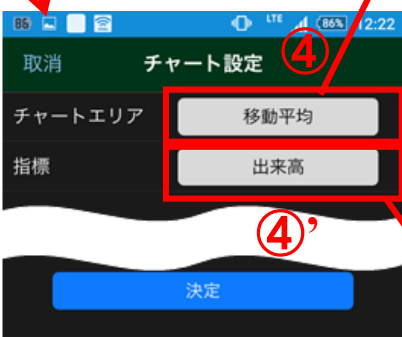 86 LTE 86% 12:22
取消 チャート設定 ④
チャートエリア 移動平均
指標 出来高
④’
決定